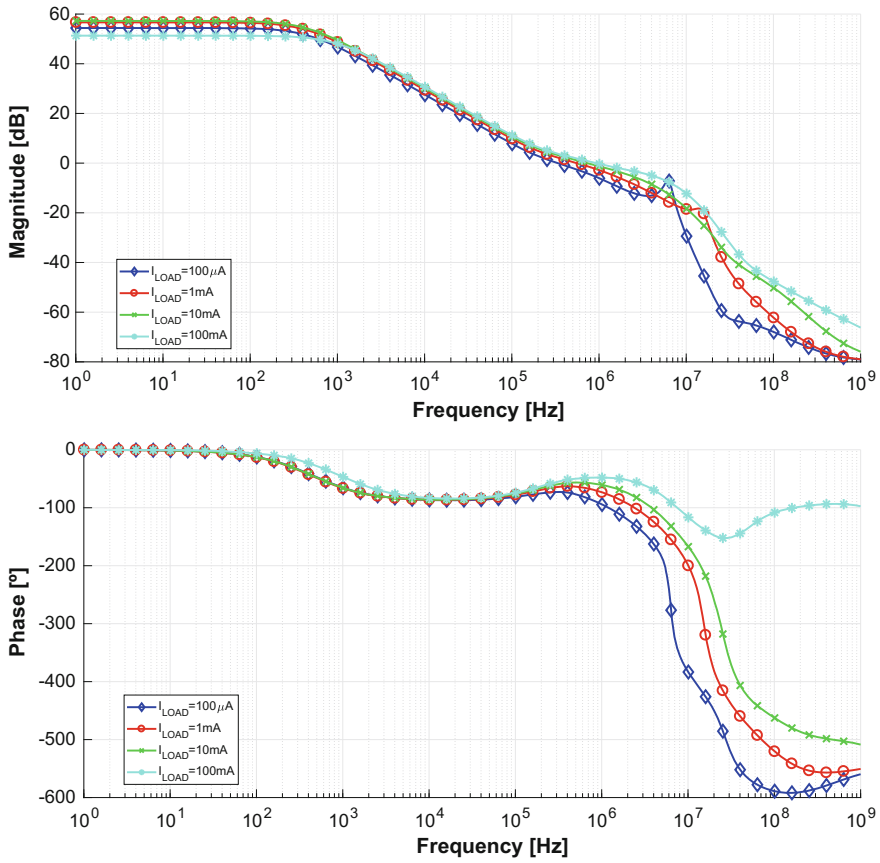 60
40
20
0
-20
-40
-60
-80
Magnitude [dB]
I_LOAD=100μA
I_LOAD=1mA
I_LOAD=10mA
I_LOAD=100mA
10^0 10^1 10^2 10^3 10^4 10^5 10^6 10^7 10^8 10^9
Frequency [Hz]
0
-100
-200
-300
-400
-500
-600
Phase [º]
I_LOAD=100μA
I_LOAD=1mA
I_LOAD=10mA
I_LOAD=100mA
10^0 10^1 10^2 10^3 10^4 10^5 10^6 10^7 10^8 10^9
Frequency [Hz]